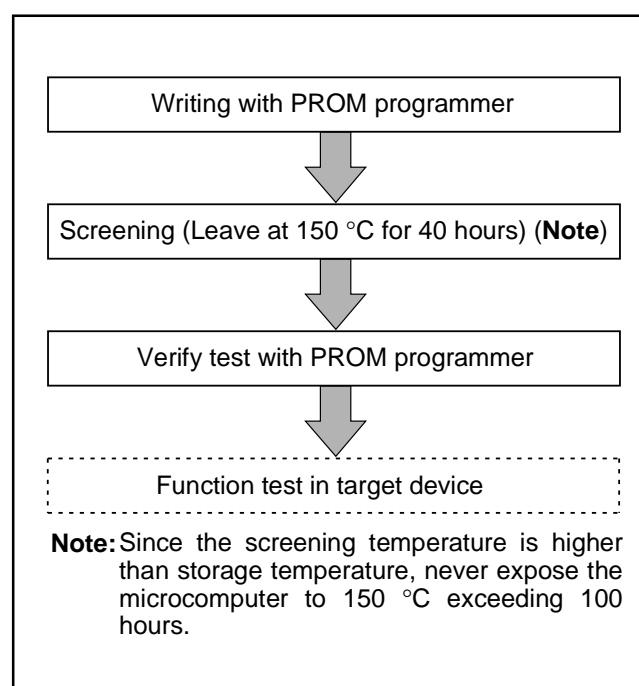 Writing with PROM programmer
Screening (Leave at 150 °C for 40 hours) (Note)
Verify test with PROM programmer
Function test in target device
Note: Since the screening temperature is higher
than storage temperature, never expose the
microcomputer to 150 °C exceeding 100
hours.